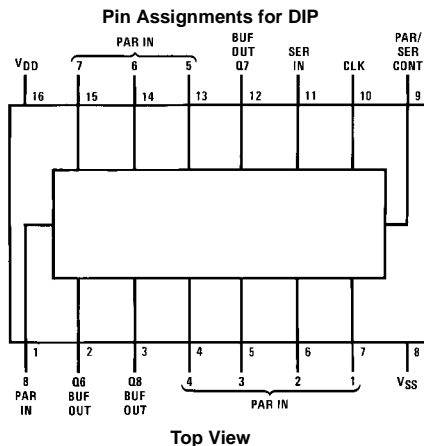 Pin Assignments for DIP
PAR IN
BUF OUT Q7
SER IN
CLK
PAR/ SER CONT
VDD
7 6 5
16 15 14 13 12 11 10 9
1 2 3 4 5 6 7 8
8 PAR IN
Q6 BUF OUT
Q8 BUF OUT
4 3 2 1
PAR IN
VSS
Top View